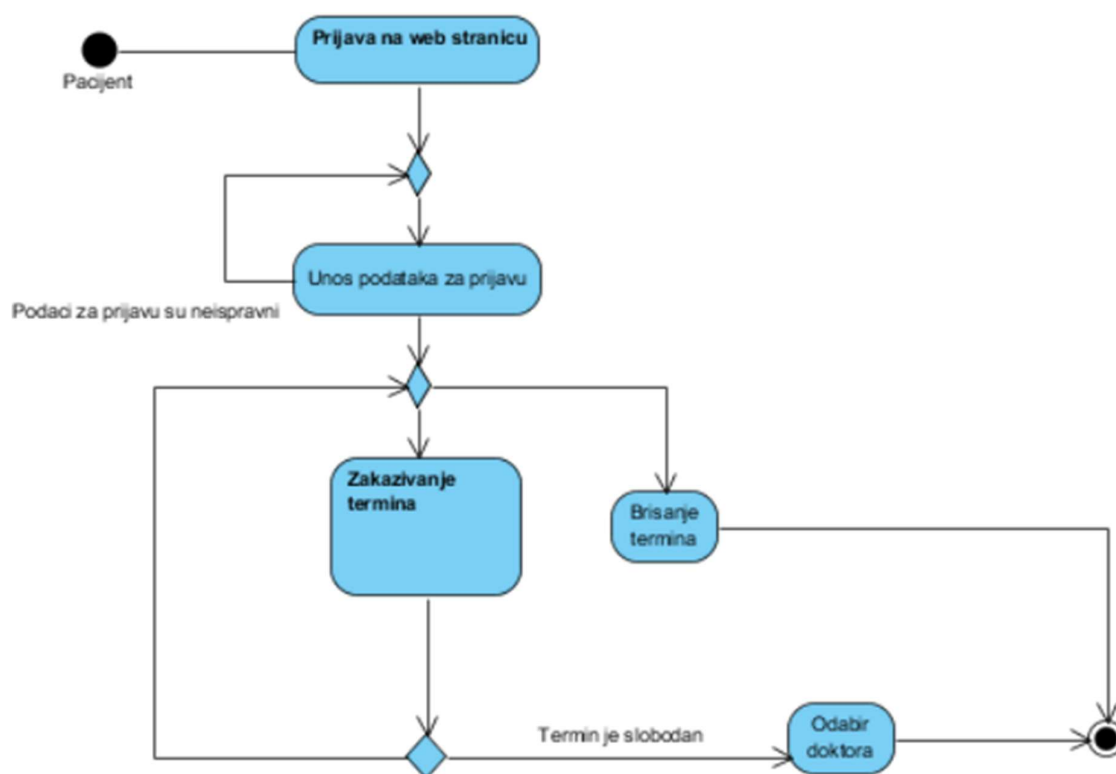 Prijava na web stranicu
Pacijent
Unos podataka za prijavu
Podaci za prijavu su neispravni
Zakazivanje
termina
Brisanje
termina
Termin je slobodan
Odabir
doktora